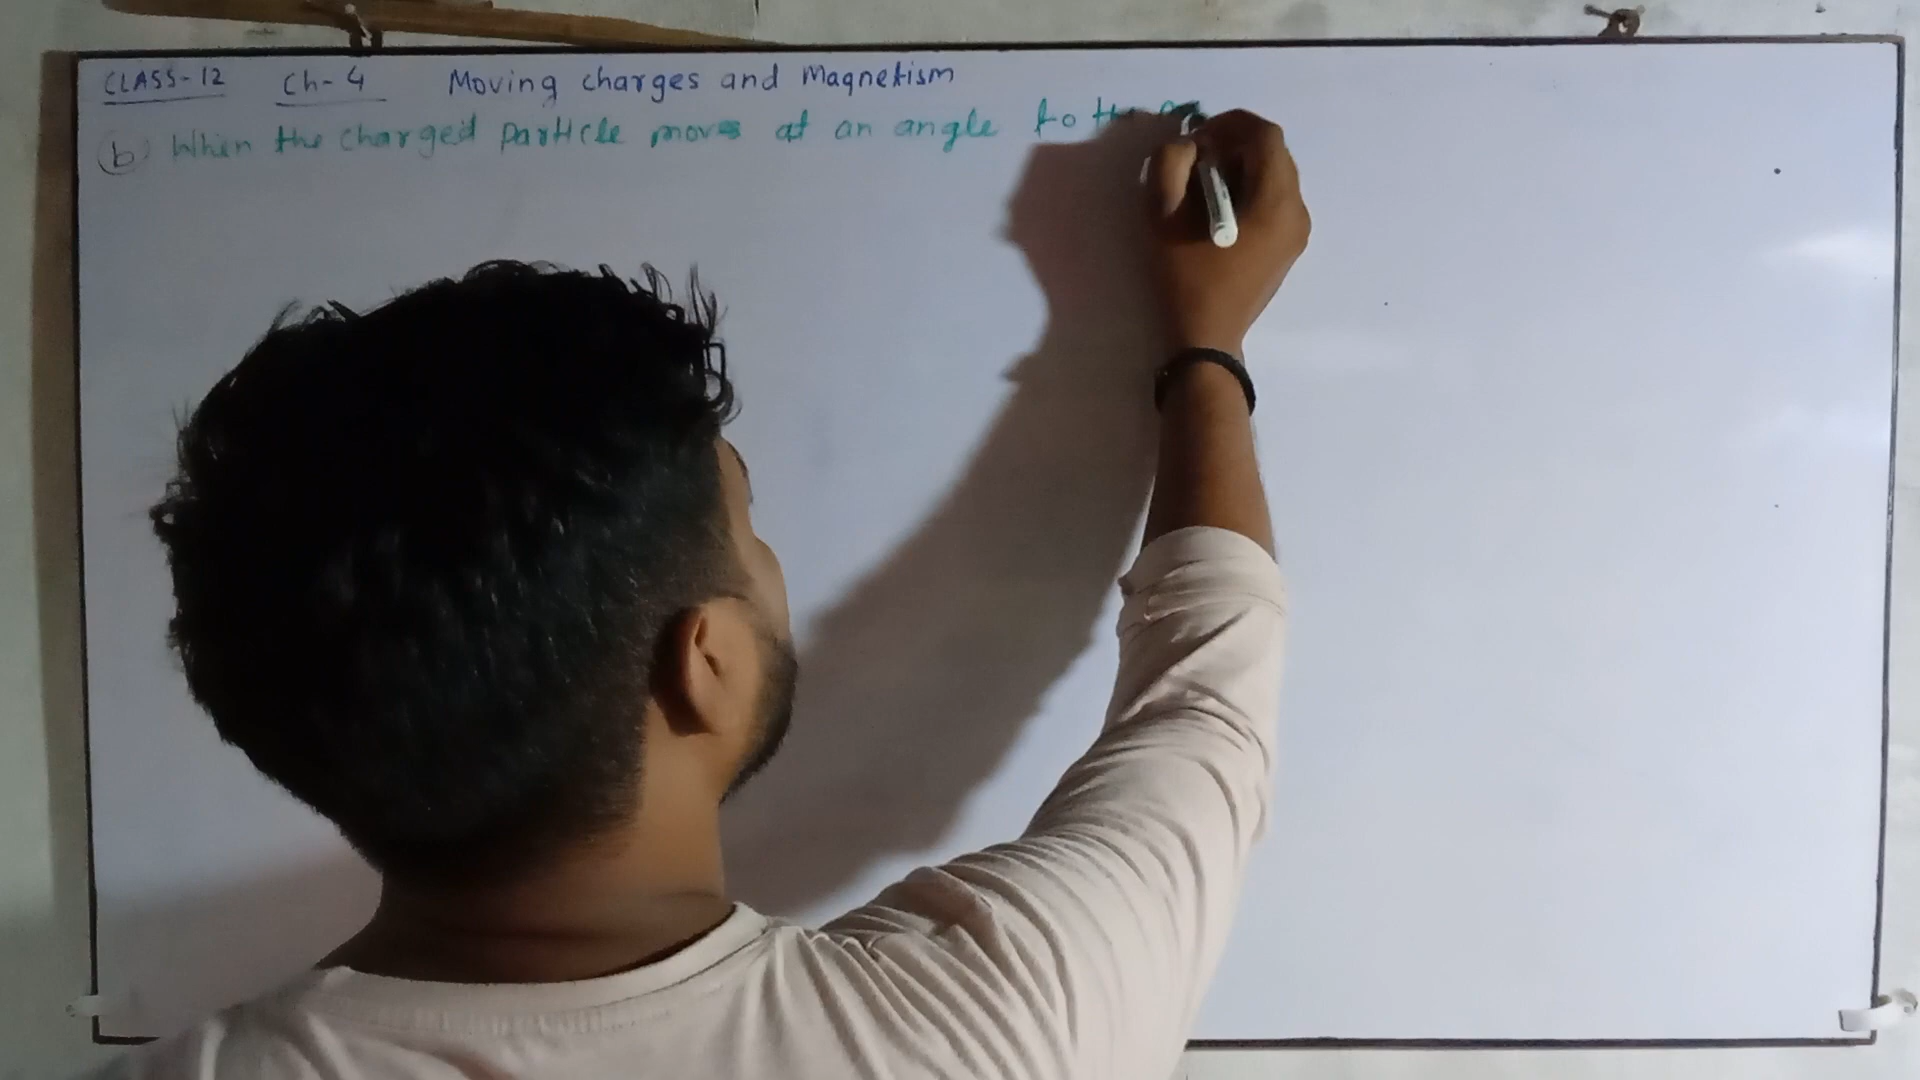 CLASS-12 Ch-4 Moving charges and Magnetism
(b) When the charged particle moves at an angle to the